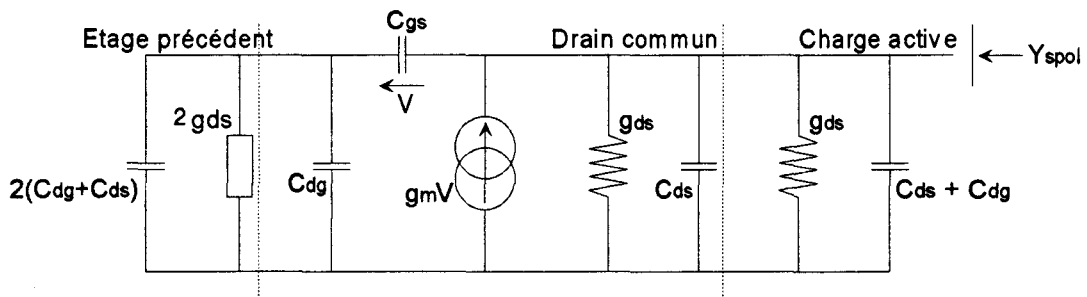 Etage précédent
Cgs
Drain commun
Charge active
Yspol
V
2 gds
gds
gds
2(Cdg+Cds)
Cdg
gmV
Cds
Cds + Cdg